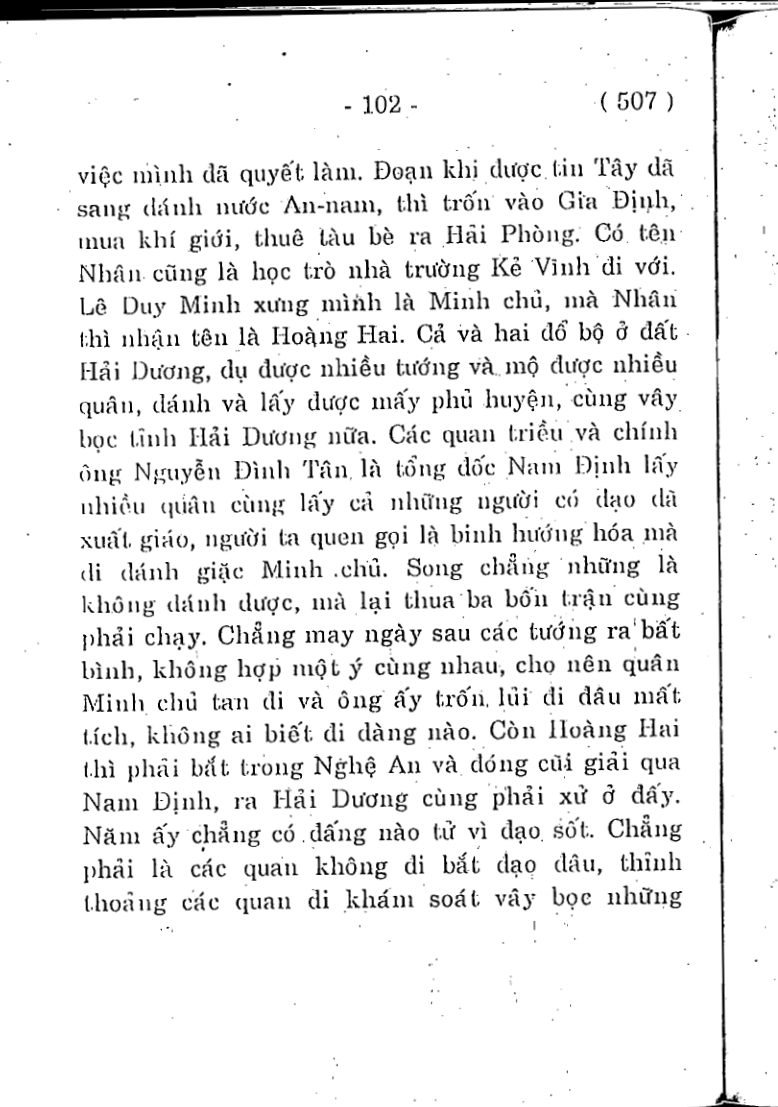 - 102 -
( 507 )
việc mình đã quyết làm. Đoạn khi được tin Tây đã
sang đánh nước An-nam, thì trốn vào Gia Định,
mua khí giới, thuê tàu bè ra Hải Phòng. Có tên
Nhân cũng là học trò nhà trường Kẻ Vĩnh đi với.
Lê Duy Minh xưng mình là Minh chủ, mà Nhân
thì nhận tên là Hoàng Hai. Cả và hai đổ bộ ở đất
Hải Dương, dụ được nhiều tướng và mộ được nhiều
quân, đánh và lấy được mấy phủ huyện, cùng vây
bọc tỉnh Hải Dương nữa. Các quan triều và chính
ông Nguyễn Đình Tân là tổng đốc Nam Định lấy
nhiều quân cùng lấy cả những người có đạo đã
xuất giáo, người ta quen gọi là binh hướng hóa mà
đi đánh giặc Minh chủ. Song chẳng những là
không đánh được, mà lại thua ba bốn trận cùng
phải chạy. Chẳng may ngày sau các tướng ra bất
bình, không hợp một ý cùng nhau, cho nên quân
Minh chủ tan đi và ông ấy trốn lủi đi đâu mất
tích, không ai biết đi dàng nào. Còn Hoàng Hai
thì phải bắt trong Nghệ An và đóng cũi giải qua
Nam Định, ra Hải Dương cùng phải xử ở đấy.
Năm ấy chẳng có đấng nào tử vì đạo sốt. Chẳng
phải là các quan không đi bắt đạo đâu, thỉnh
thoảng các quan đi khám soát vây bọc những